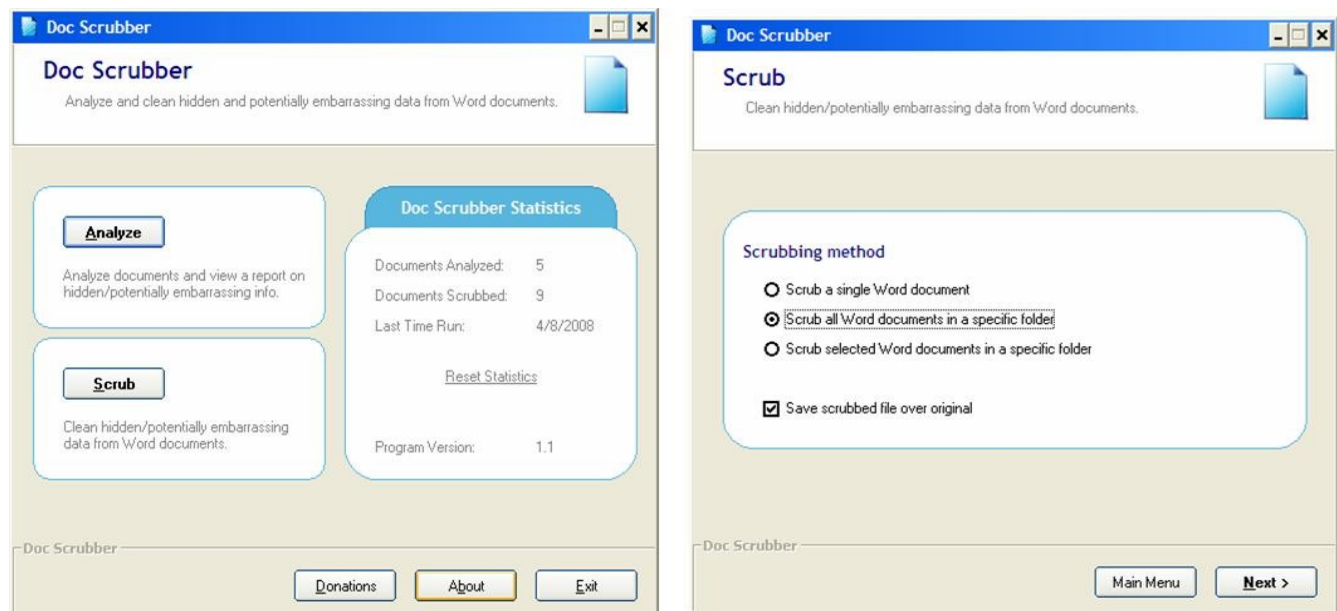 Doc Scrubber
Doc Scrubber
Analyze and clean hidden and potentially embarrassing data from Word documents.
Analyze
Analyze documents and view a report on
hidden/potentially embarrassing info.
Scrub
Clean hidden/potentially embarrassing
data from Word documents.
Doc Scrubber Statistics
Documents Analyzed: 5
Documents Scrubbed: 9
Last Time Run: 4/8/2008
Reset Statistics
Program Version: 1.1
Doc Scrubber
Donations About Exit
Doc Scrubber
Scrub
Clean hidden/potentially embarrassing data from Word documents.
Scrubbing method
Scrub a single Word document
Scrub all Word documents in a specific folder
Scrub selected Word documents in a specific folder
Save scrubbed file over original
Doc Scrubber
Main Menu Next >